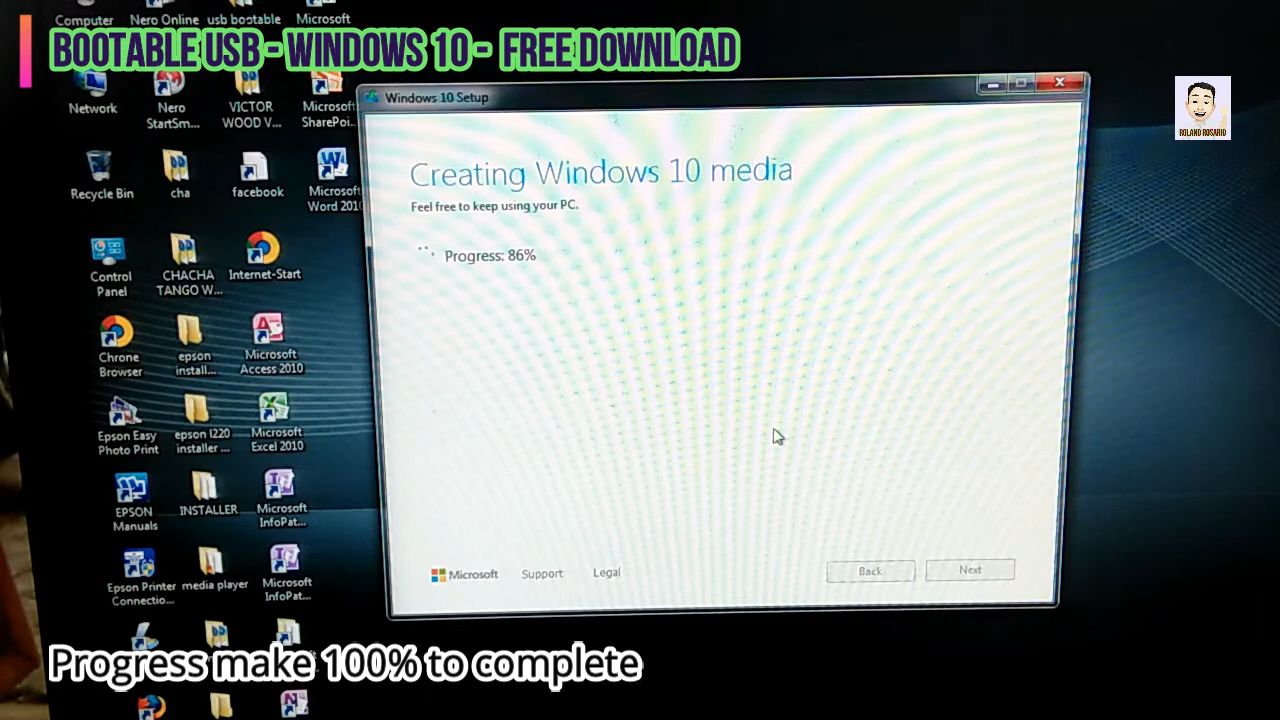 Computer
Nero Online
usb bootable
Microsoft
BOOTABLE USB - WINDOWS 10 - FREE DOWNLOAD
Network
Nero
StartSm...
VICTOR
WOOD V...
Microsoft
SharePoi...
Recycle Bin
cha
facebook
Microsoft
Word 2010
Control
Panel
CHACHA
TANGO W...
Internet-Start
Chrome
Browser
epson
install...
Microsoft
Access 2010
Epson Easy
Photo Print
epson l220
installer ...
Microsoft
Excel 2010
EPSON
Manuals
INSTALLER
Microsoft
InfoPat...
Epson Printer
Connectio...
media player
Microsoft
InfoPat...
Windows 10 Setup
Creating Windows 10 media
Feel free to keep using your PC.
Progress: 86%
Microsoft
Support
Legal
Back
Next
ROLAND ROSARIO
Progress make 100% to complete